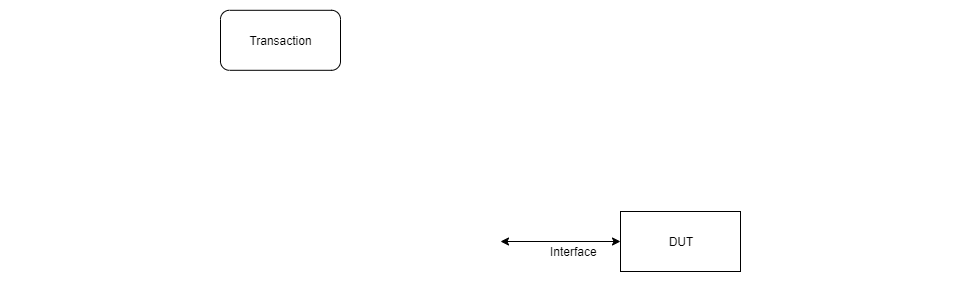 Transaction
DUT
Interface